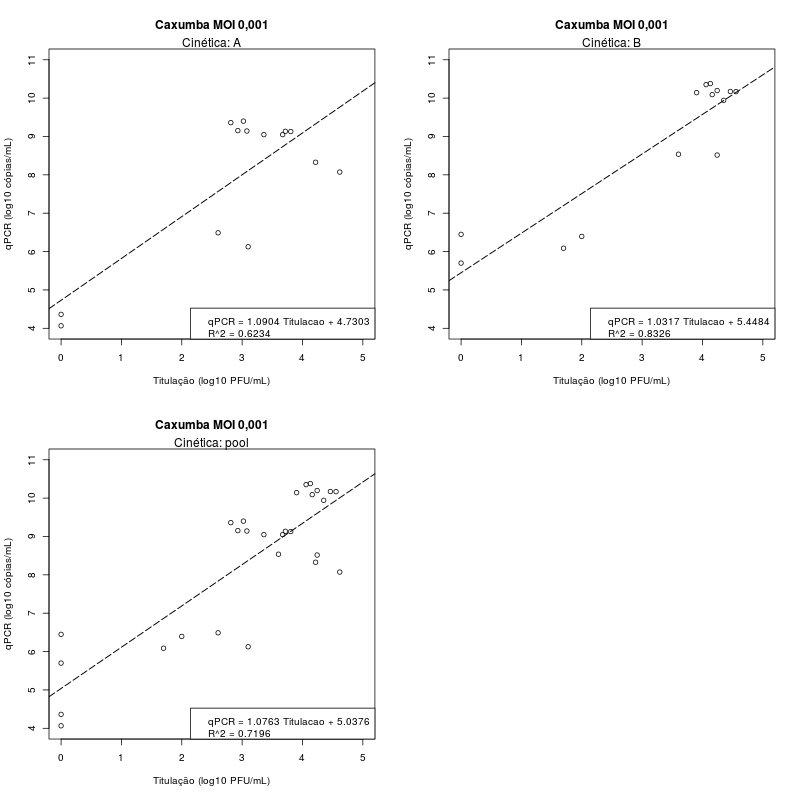 Caxumba MOI 0,001
Cinética: A
qPCR (log10 cópias/mL)
11
10
9
8
7
6
5
4
qPCR = 1.0904 Titulacao + 4.7303
R^2 = 0.6234
0 1 2 3 4 5
Titulação (log10 PFU/mL)
Caxumba MOI 0,001
Cinética: B
qPCR (log10 cópias/mL)
11
10
9
8
7
6
5
4
qPCR = 1.0317 Titulacao + 5.4484
R^2 = 0.8326
0 1 2 3 4 5
Titulação (log10 PFU/mL)
Caxumba MOI 0,001
Cinética: pool
qPCR (log10 cópias/mL)
11
10
9
8
7
6
5
4
qPCR = 1.0763 Titulacao + 5.0376
R^2 = 0.7196
0 1 2 3 4 5
Titulação (log10 PFU/mL)